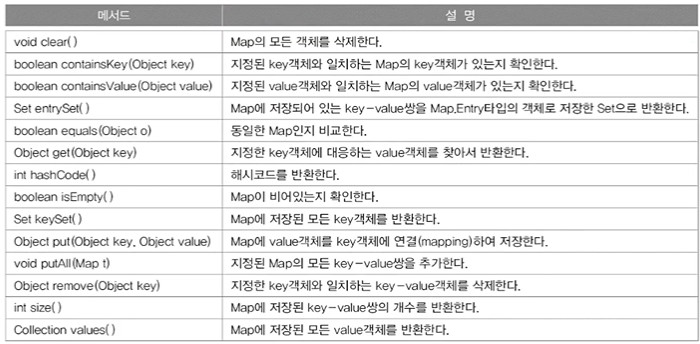 메서드 설 명
void clear( ) Map의 모든 객체를 삭제한다.
boolean containsKey(Object key) 지정된 key객체와 일치하는 Map의 key객체가 있는지 확인한다.
boolean containsValue(Object value) 지정된 value객체와 일치하는 Map의 value객체가 있는지 확인한다.
Set entrySet( ) Map에 저장되어 있는 key-value쌍을 Map.Entry타입의 객체로 저장한 Set으로 반환한다.
boolean equals(Object o) 동일한 Map인지 비교한다.
Object get(Object key) 지정한 key객체에 대응하는 value객체를 찾아서 반환한다.
int hashCode( ) 해시코드를 반환한다.
boolean isEmpty( ) Map이 비어있는지 확인한다.
Set keySet( ) Map에 저장된 모든 key객체를 반환한다.
Object put(Object key, Object value) Map에 value객체를 key객체에 연결(mapping)하여 저장한다.
void putAll(Map t) 지정된 Map의 모든 key-value쌍을 추가한다.
Object remove(Object key) 지정한 key객체와 일치하는 key-value객체를 삭제한다.
int size( ) Map에 저장된 key-value쌍의 개수를 반환한다.
Collection values( ) Map에 저장된 모든 value객체를 반환한다.